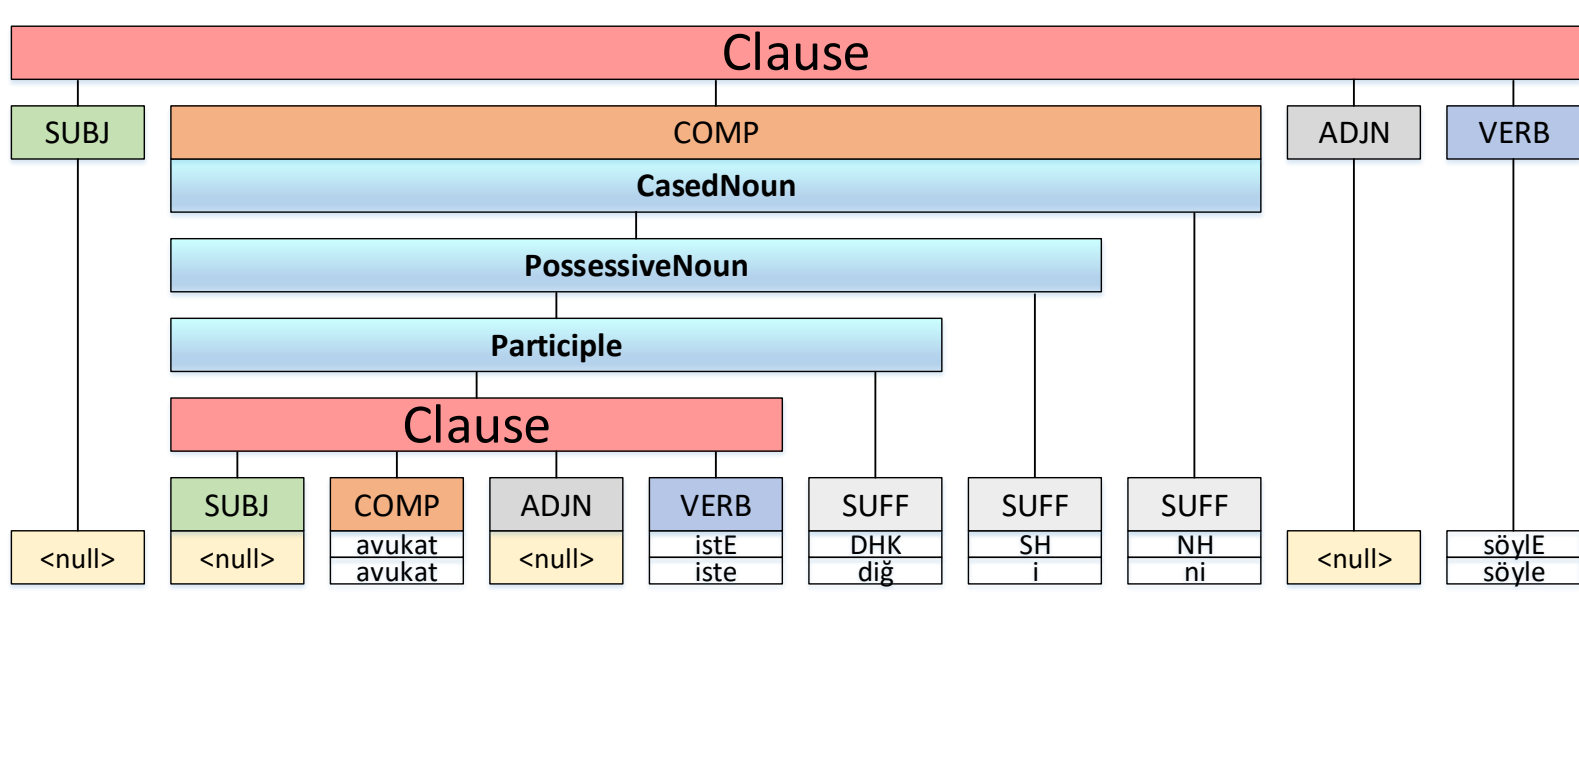 Clause
SUBJ COMP ADJN VERB
CasedNoun
PossessiveNoun
Participle
Clause
SUBJ COMP ADJN VERB SUFF SUFF SUFF
<null> <null> avukat <null> istE DHK SH NH <null> söylE
avukat iste diğ i ni söyle